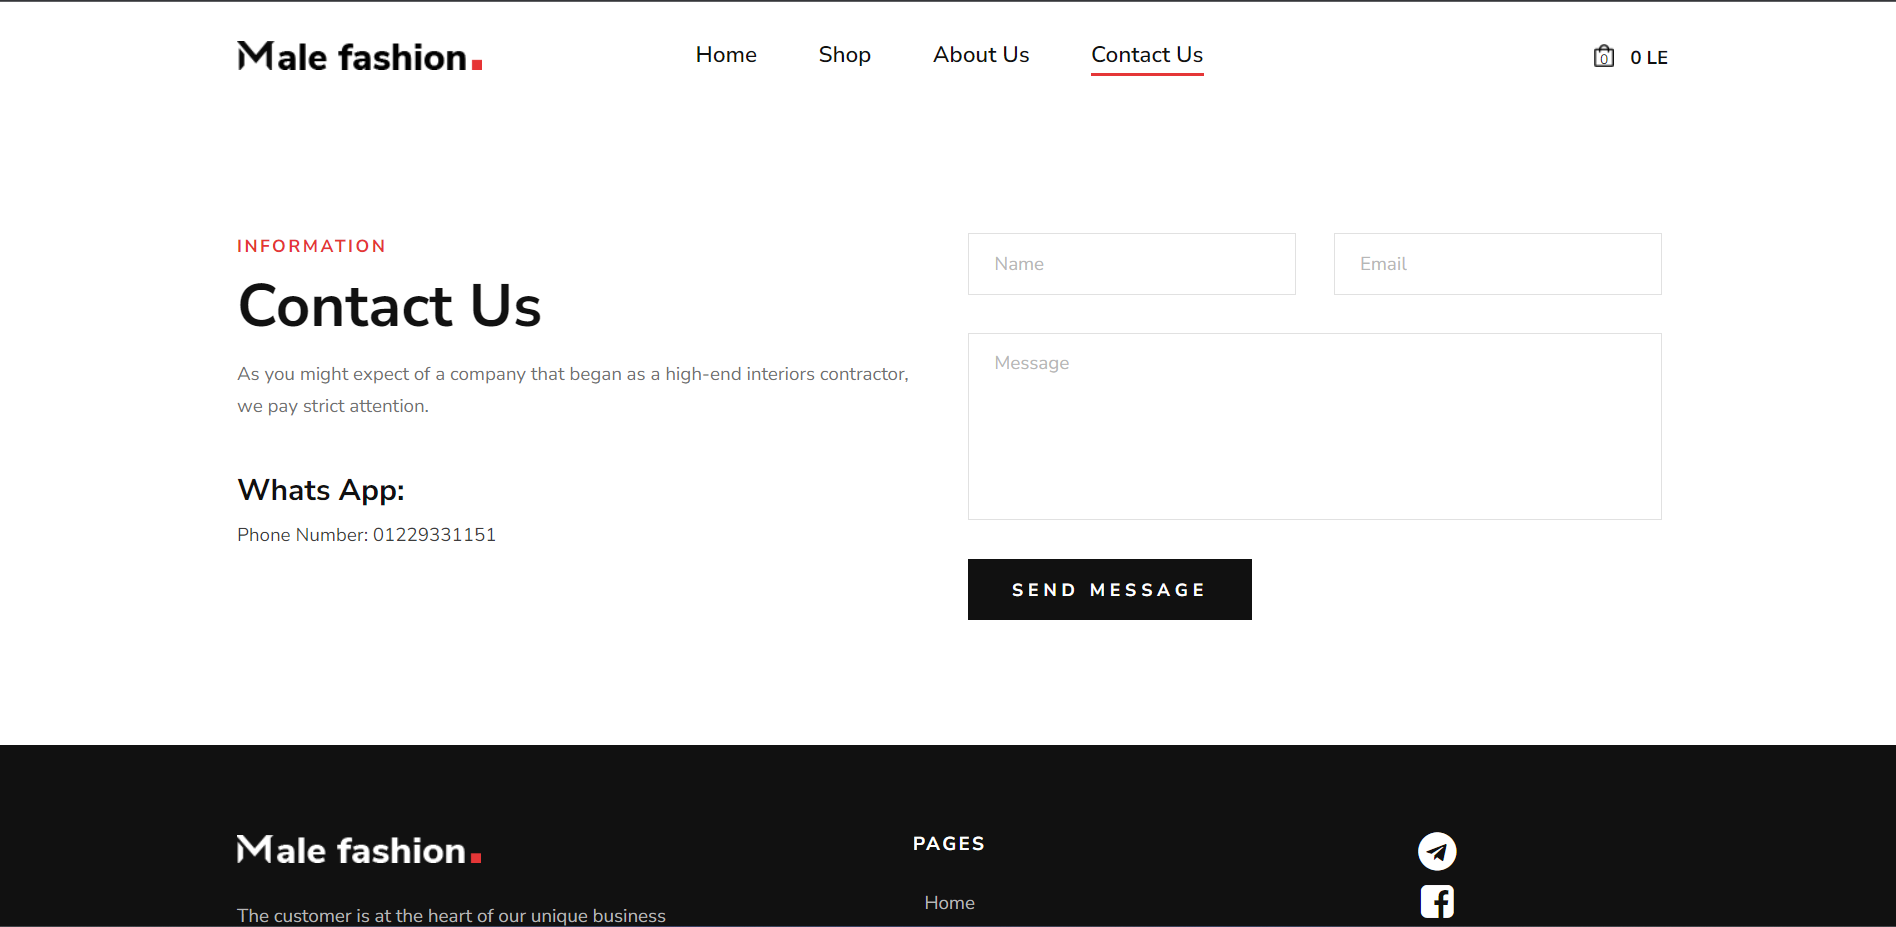 Male fashion.
Home
Shop
About Us
Contact Us
0
0 LE
INFORMATION
Contact Us
As you might expect of a company that began as a high-end interiors contractor,
we pay strict attention.
Whats App:
Phone Number: 01229331151
Name
Email
Message
SEND MESSAGE
Male fashion.
The customer is at the heart of our unique business
PAGES
Home